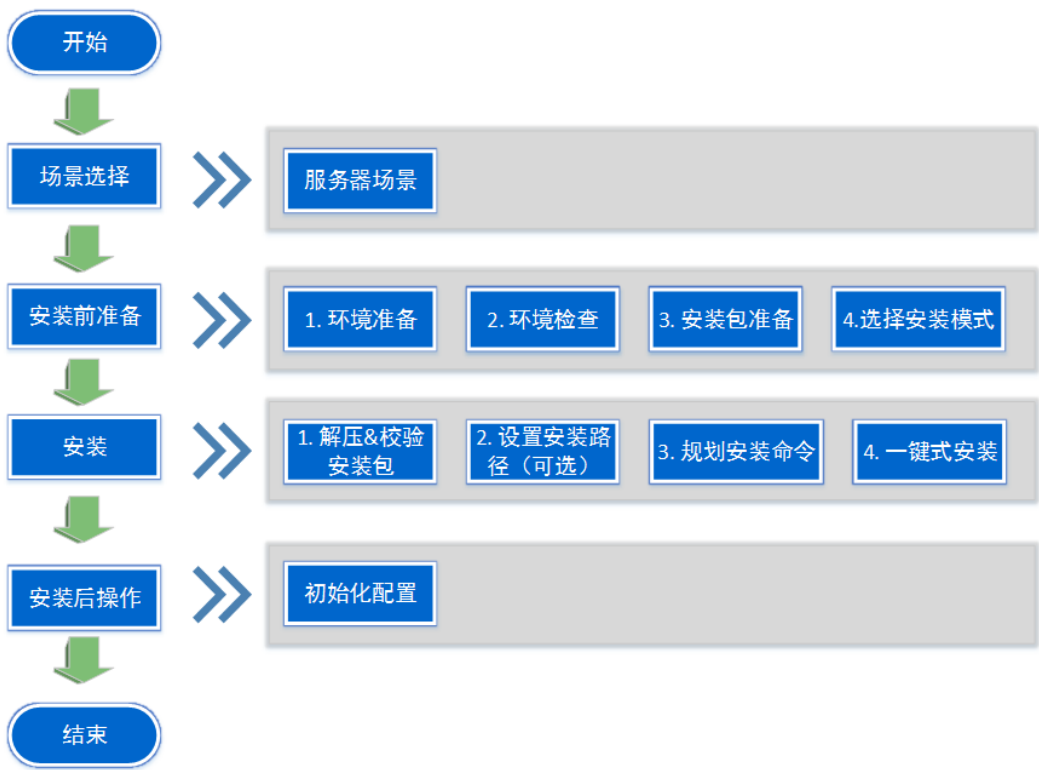 开始
场景选择
服务器场景
安装前准备
1. 环境准备
2. 环境检查
3. 安装包准备
4.选择安装模式
安装
1. 解压&校验
安装包
2. 设置安装路
径（可选）
3. 规划安装命令
4. 一键式安装
安装后操作
初始化配置
结束